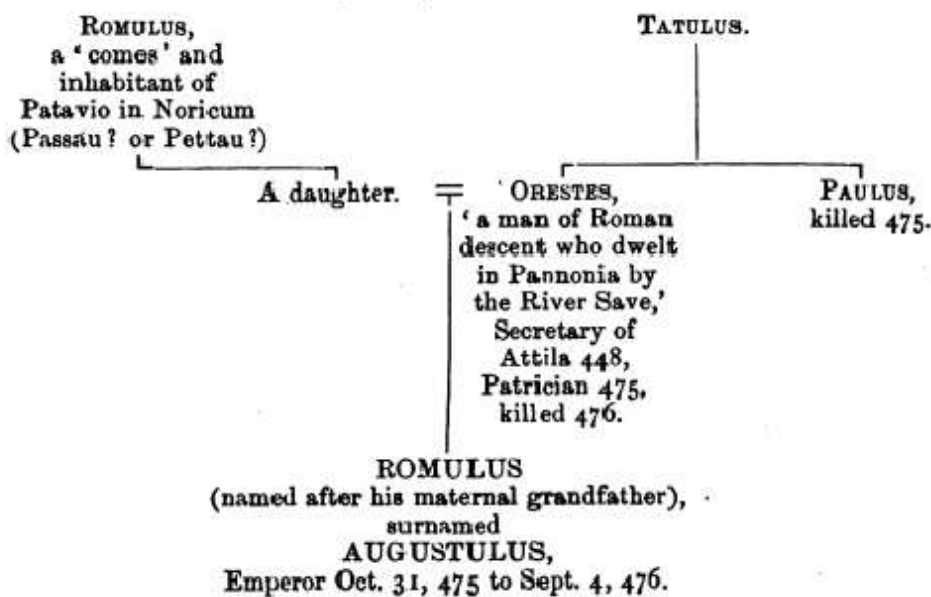 ROMULUS,
a ‘comes’ and
inhabitant of
Patavio in Noricum
(Passau? or Pettau?)
TATULUS.
A daughter. =
ORESTES,
‘a man of Roman
descent who dwelt
in Pannonia by
the River Save,’
Secretary of
Attila 448,
Patrician 475,
killed 476.
PAULUS,
killed 475.
ROMULUS
(named after his maternal grandfather),
surnamed
AUGUSTULUS,
Emperor Oct. 31, 475 to Sept. 4, 476.